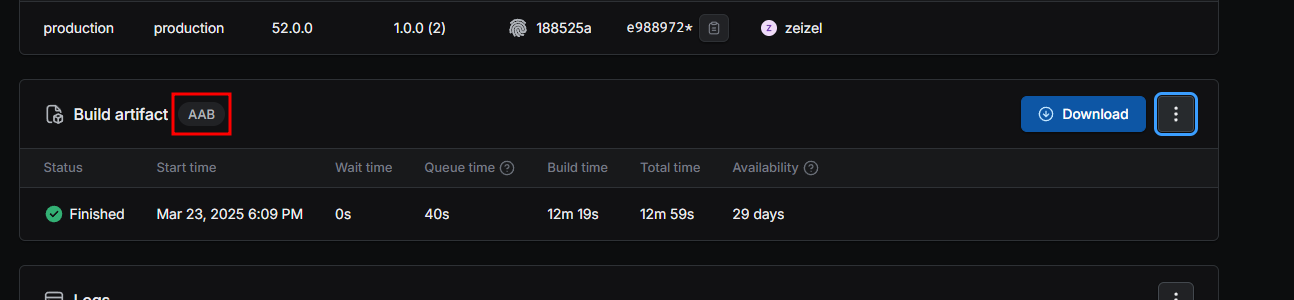 production production 52.0.0 1.0.0 (2) 188525a e988972* z zeizel
Build artifact AAB Download
Status Start time Wait time Queue time Build time Total time Availability
Finished Mar 23, 2025 6:09 PM 0s 40s 12m 19s 12m 59s 29 days
Logs